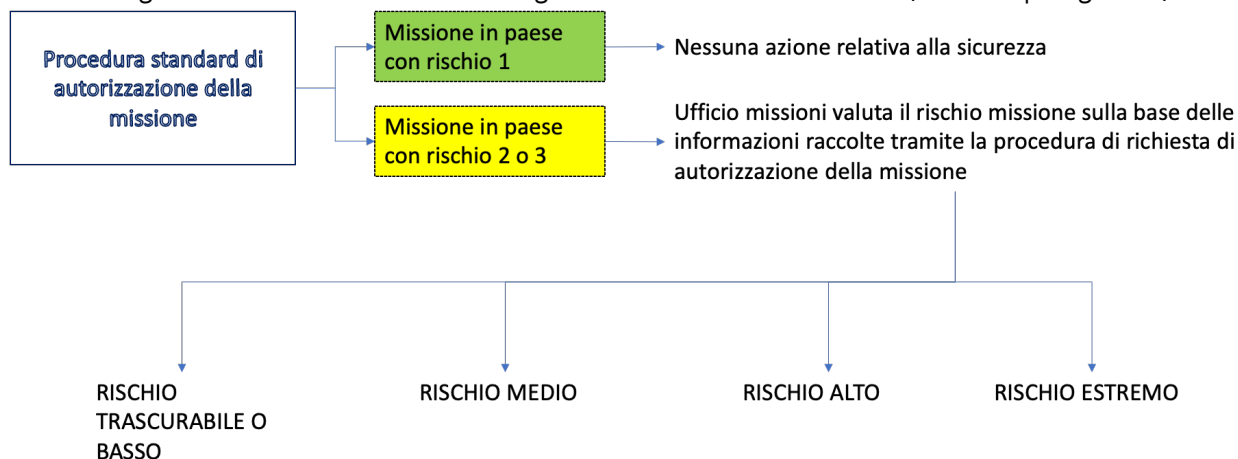 Procedura standard di
autorizzazione della
missione
Missione in paese
con rischio 1
Nessuna azione relativa alla sicurezza
Missione in paese
con rischio 2 o 3
Ufficio missioni valuta il rischio missione sulla base delle
informazioni raccolte tramite la procedura di richiesta di
autorizzazione della missione
RISCHIO
TRASCURABILE O
BASSO
RISCHIO MEDIO
RISCHIO ALTO
RISCHIO ESTREMO